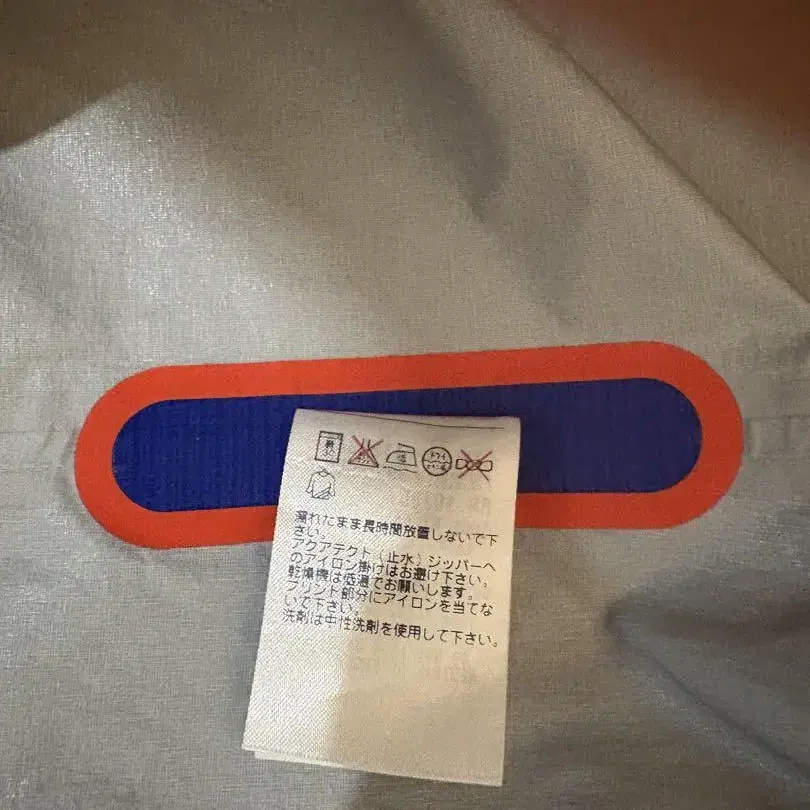 濡れたまま長時間放置しないで下
さい。
アクアテクト（止水）ジッパーへ
のアイロン掛けはお避け下さい。
乾燥機は低温でお願いします。
プリント部分にアイロンを当てな
いで下さい。
洗剤は中性洗剤を使用して下さい。